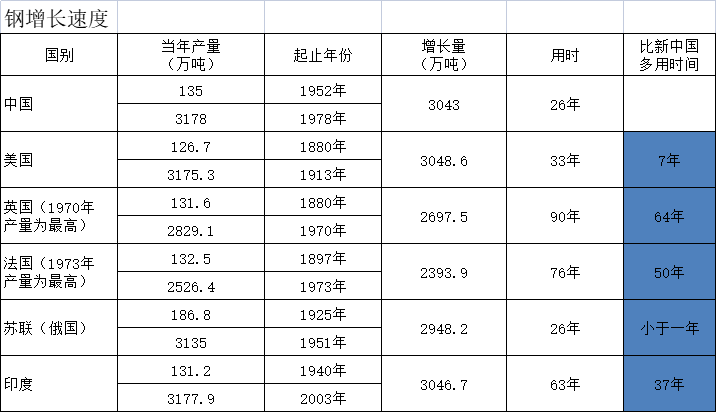 钢增长速度
国别 当年产量（万吨） 起止年份 增长量（万吨） 用时 比新中国多用时间
中国 135 1952年 3043 26年
3178 1978年
美国 126.7 1880年 3048.6 33年 7年
3175.3 1913年
英国（1970年产量为最高） 131.6 1880年 2697.5 90年 64年
2829.1 1970年
法国（1973年产量为最高） 132.5 1897年 2393.9 76年 50年
2526.4 1973年
苏联（俄国） 186.8 1925年 2948.2 26年 小于一年
3135 1951年
印度 131.2 1940年 3046.7 63年 37年
3177.9 2003年